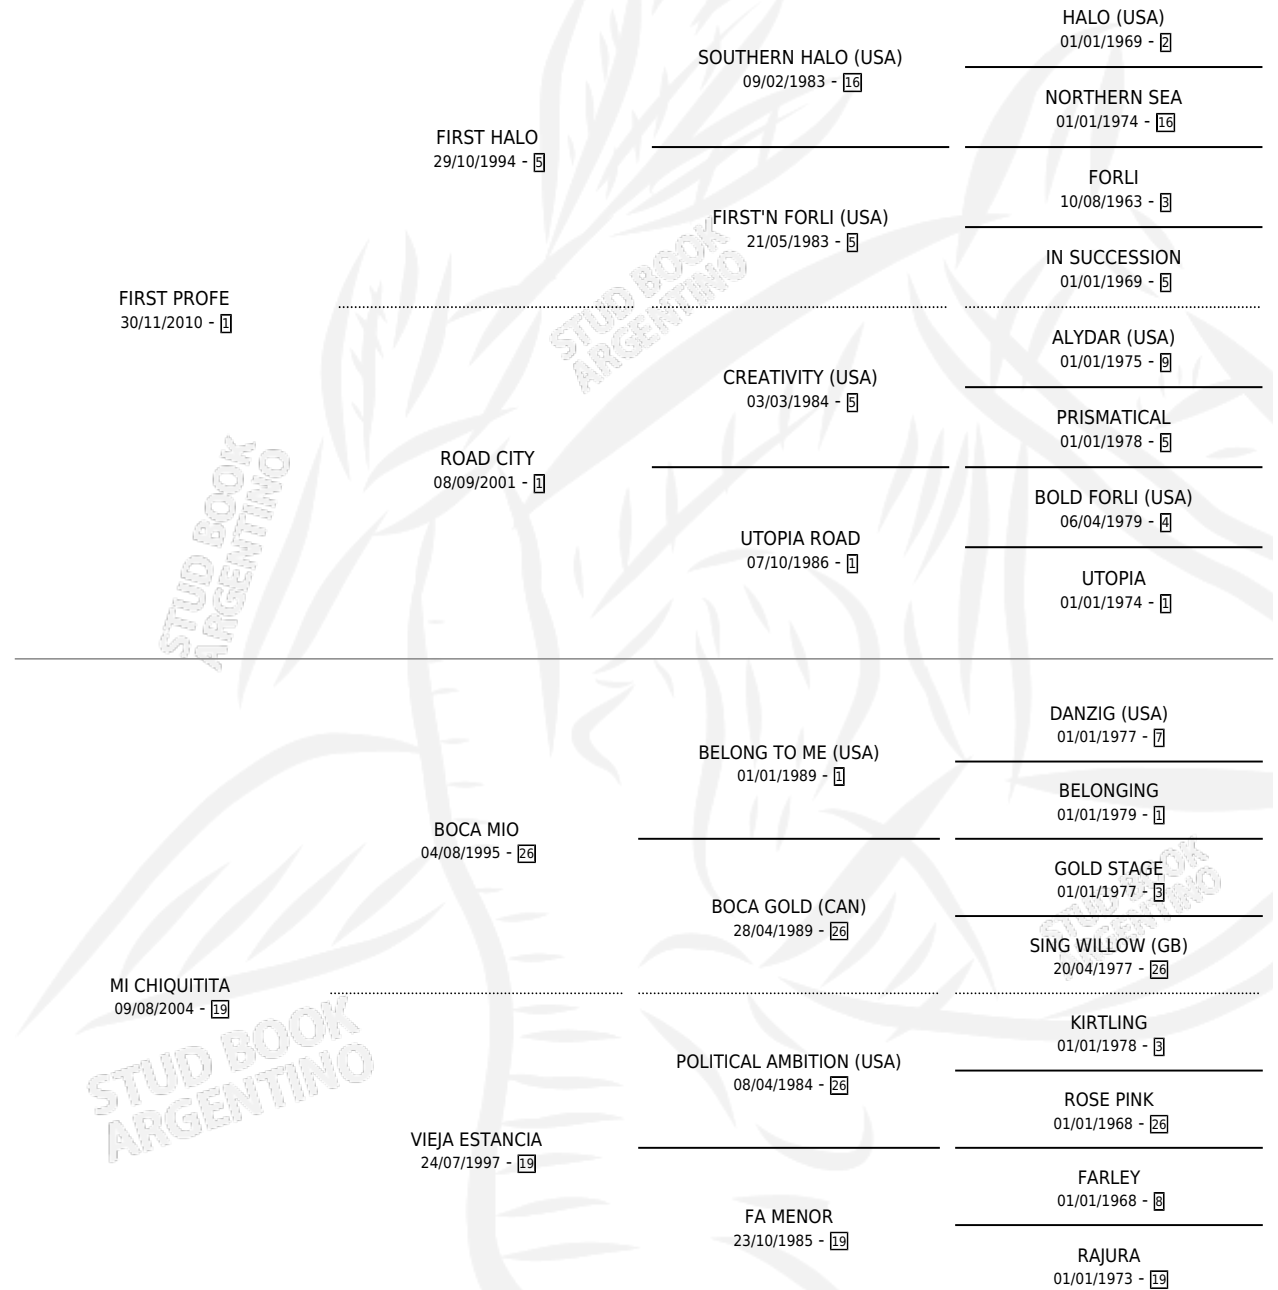 HALO (USA)
01/01/1969 - 2
SOUTHERN HALO (USA)
09/02/1983 - 16
NORTHERN SEA
01/01/1974 - 16
FIRST HALO
29/10/1994 - 5
FORLI
10/08/1963 - 3
FIRST'N FORLI (USA)
21/05/1983 - 5
IN SUCCESSION
01/01/1969 - 5
FIRST PROFE
30/11/2010 - 1
STUD BOOK
ARGENTINO
ALYDAR (USA)
01/01/1975 - 9
CREATIVITY (USA)
03/03/1984 - 5
PRISMATICAL
01/01/1978 - 5
ROAD CITY
08/09/2001 - 1
BOLD FORLI (USA)
06/04/1979 - 4
UTOPIA ROAD
07/10/1986 - 1
UTOPIA
01/01/1974 - 1
STUD BOOK
ARGENTINO
DANZIG (USA)
01/01/1977 - 7
BELONG TO ME (USA)
01/01/1989 - 1
BELONGING
01/01/1979 - 1
BOCA MIO
04/08/1995 - 26
GOLD STAGE
01/01/1977 - 3
BOCA GOLD (CAN)
28/04/1989 - 26
STUD BOOK
ARGENTINO
SING WILLOW (GB)
20/04/1977 - 26
MI CHIQUITITA
09/08/2004 - 19
STUD BOOK
ARGENTINO
KIRTLING
01/01/1978 - 3
POLITICAL AMBITION (USA)
08/04/1984 - 26
ROSE PINK
01/01/1968 - 26
VIEJA ESTANCIA
24/07/1997 - 19
FARLEY
01/01/1968 - 8
FA MENOR
23/10/1985 - 19
RAJURA
01/01/1973 - 19